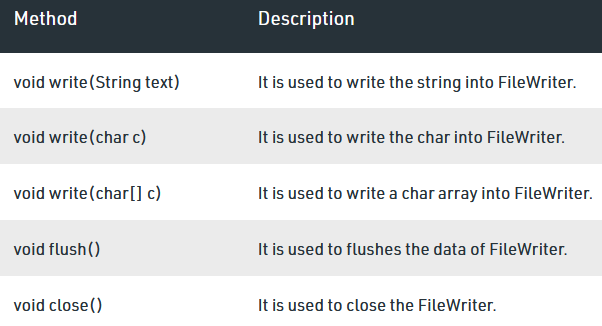 Method Description
void write(String text) It is used to write the string into FileWriter.
void write(char c) It is used to write the char into FileWriter.
void write(char[] c) It is used to write a char array into FileWriter.
void flush() It is used to flushes the data of FileWriter.
void close() It is used to close the FileWriter.